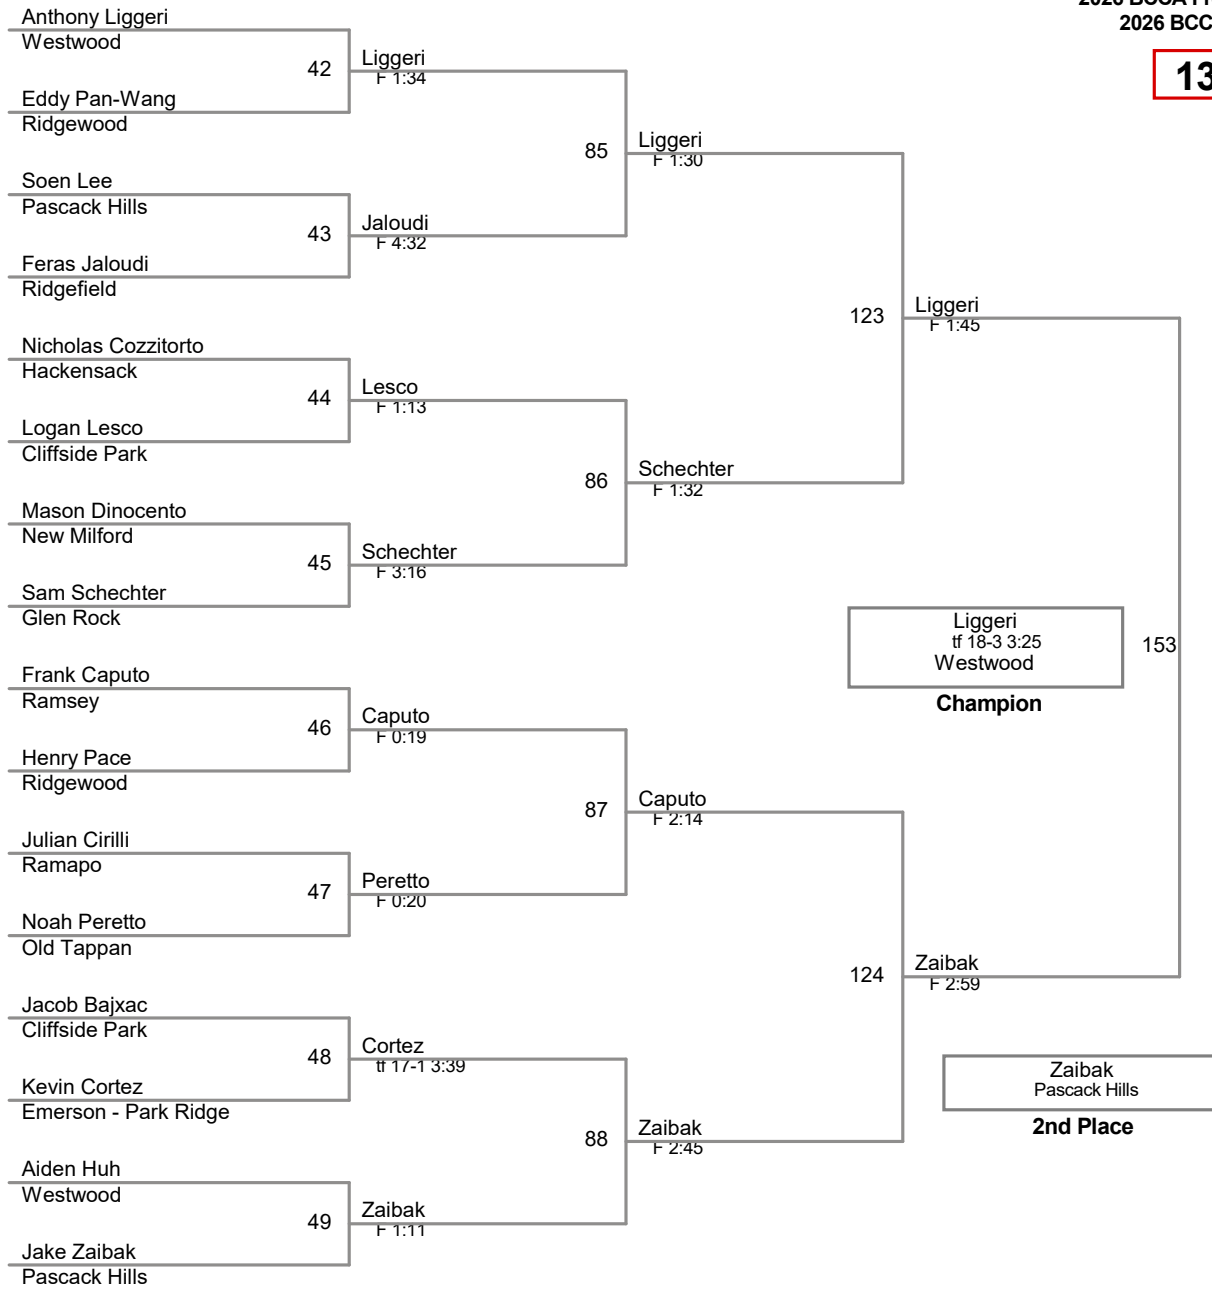 2026 BCC
13
Anthony Liggeri
Westwood
42
Liggeri
F 1:34
Eddy Pan-Wang
Ridgewood
85
Liggeri
F 1:30
Soen Lee
Pascack Hills
43
Jaloudi
F 4:32
Feras Jaloudi
Ridgefield
123
Liggeri
F 1:45
Nicholas Cozzitorto
Hackensack
44
Lesco
F 1:13
Logan Lesco
Cliffside Park
86
Schechter
F 1:32
Mason Dinocento
New Milford
45
Schechter
F 3:16
Sam Schechter
Glen Rock
Liggeri
tf 18-3 3:25
Westwood
Champion
153
Frank Caputo
Ramsey
46
Caputo
F 0:19
Henry Pace
Ridgewood
87
Caputo
F 2:14
Julian Cirilli
Ramapo
47
Peretto
F 0:20
Noah Peretto
Old Tappan
124
Zaibak
F 2:59
Jacob Bajxac
Cliffside Park
48
Cortez
tf 17-1 3:39
Kevin Cortez
Emerson - Park Ridge
Zaibak
Pascack Hills
2nd Place
88
Zaibak
F 2:45
Aiden Huh
Westwood
49
Zaibak
F 1:11
Jake Zaibak
Pascack Hills